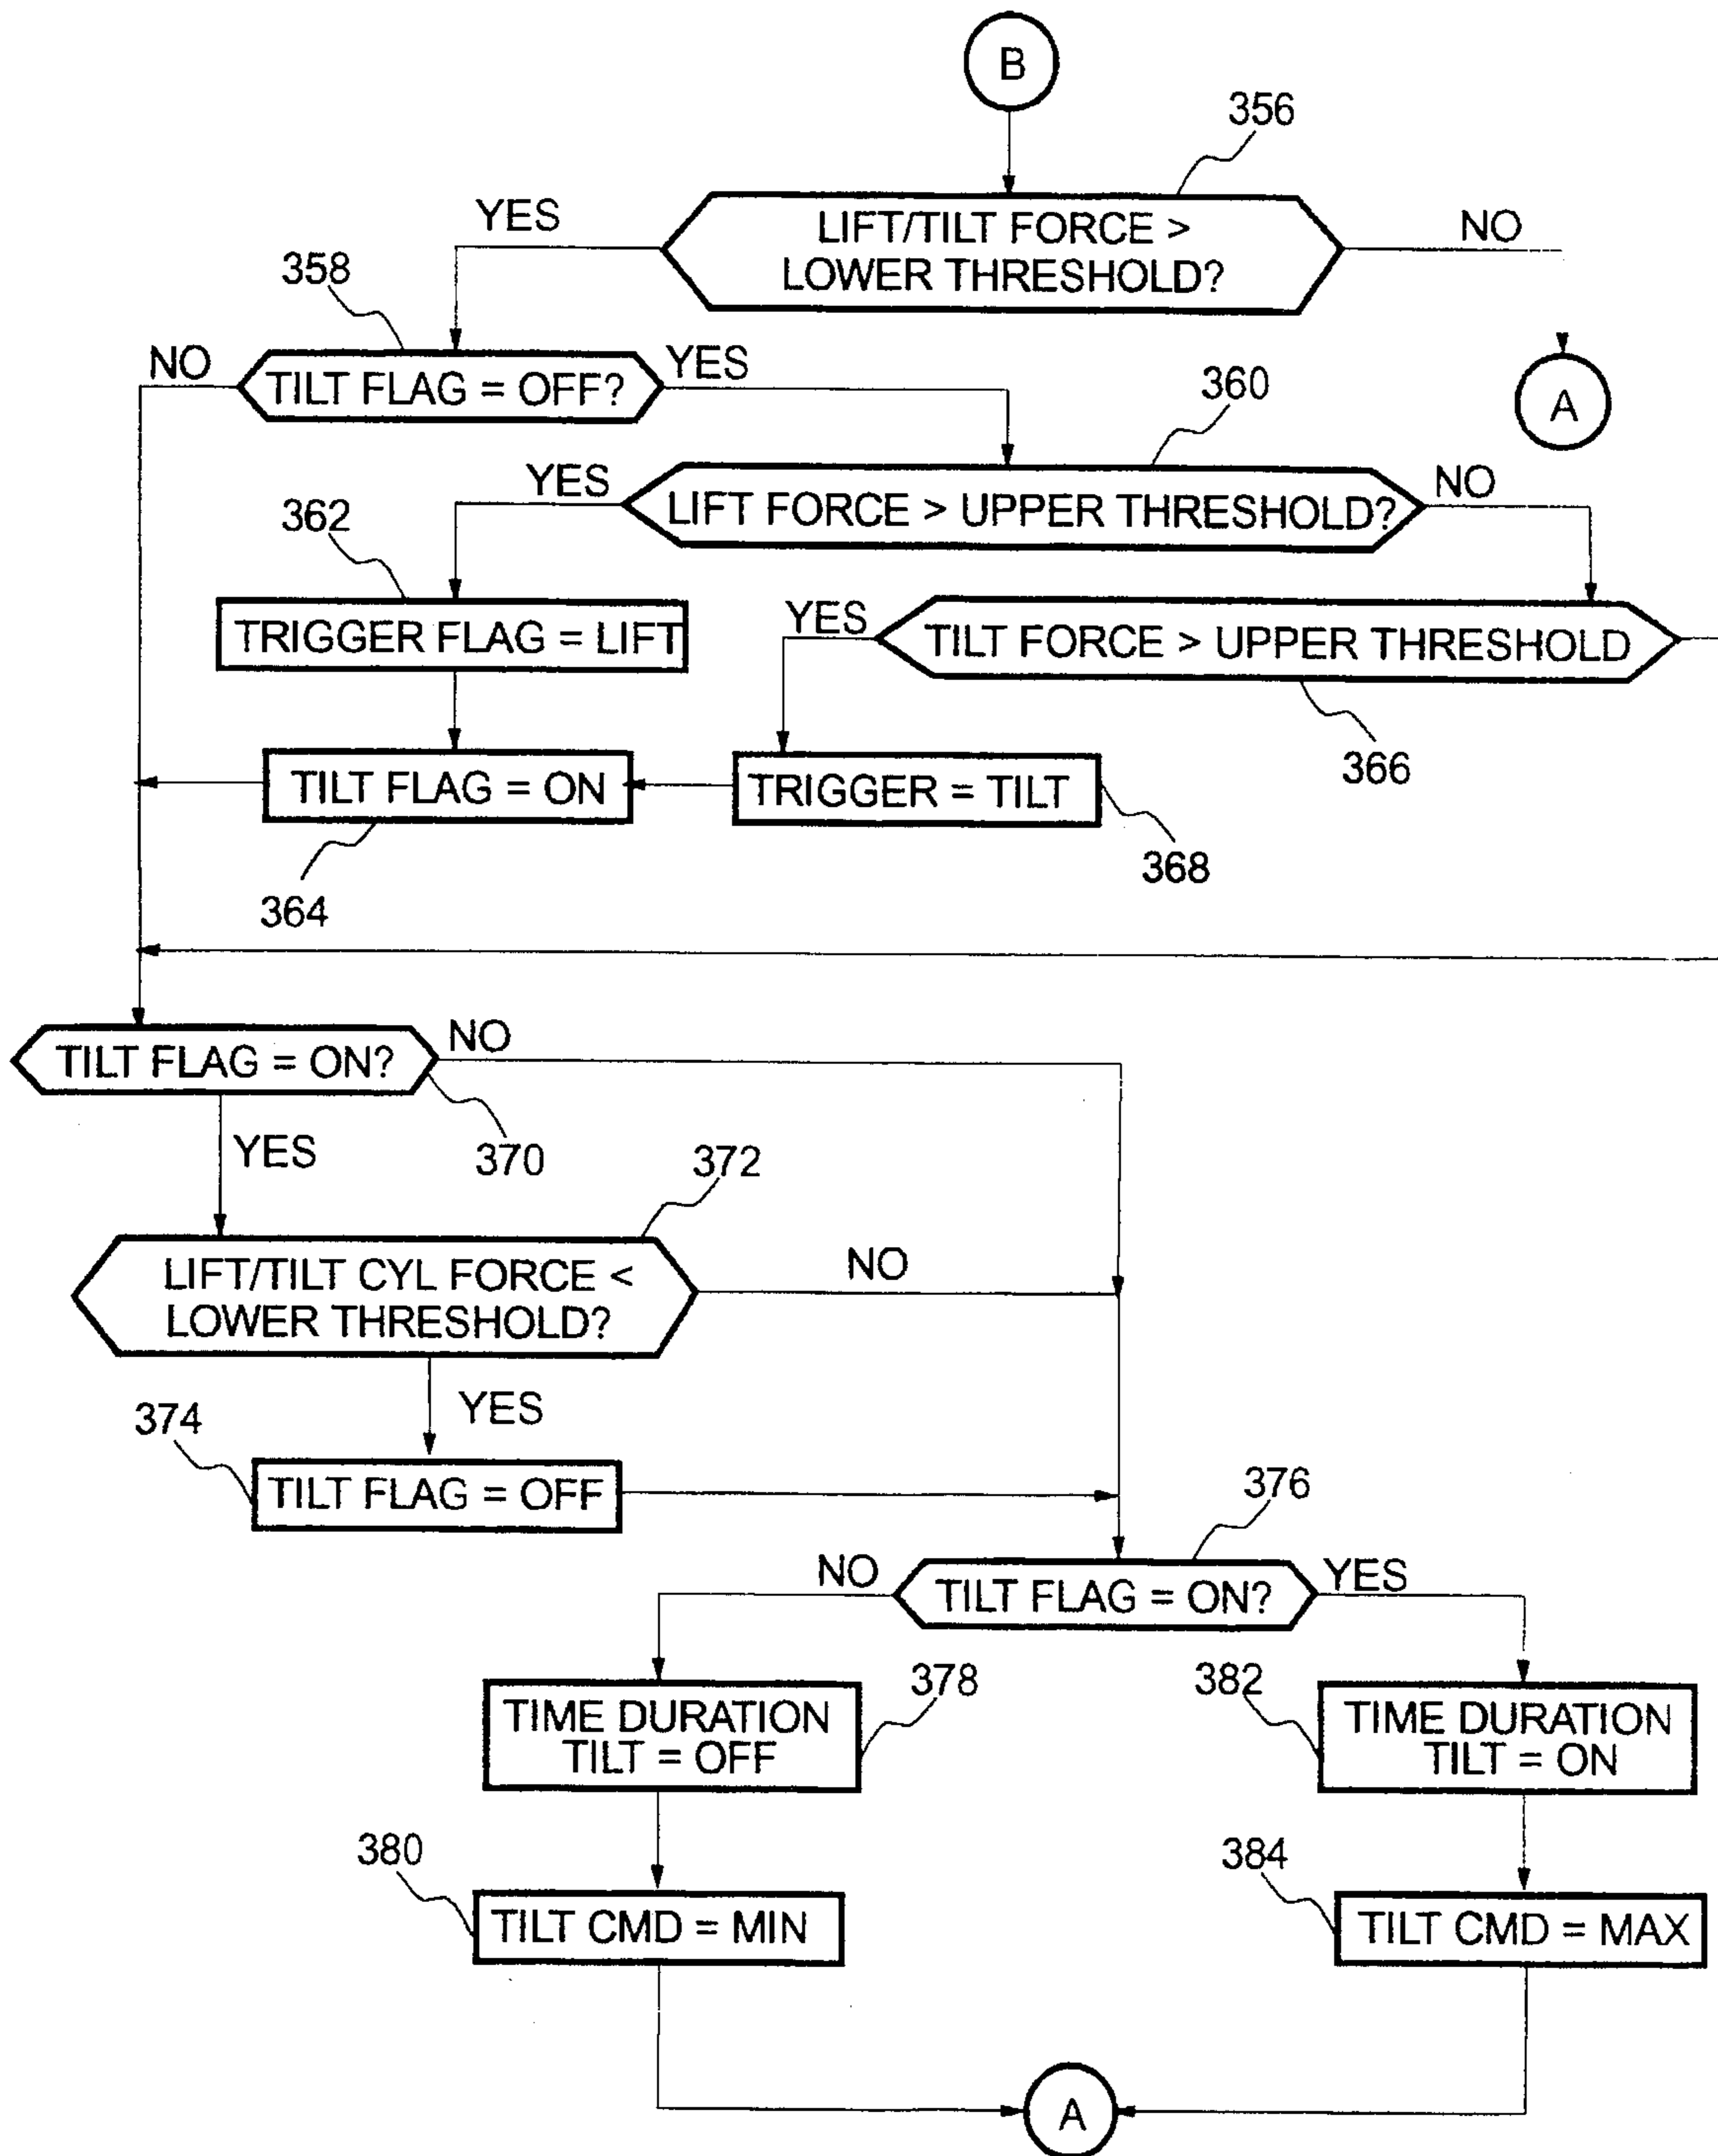 B
356
YES
LIFT/TILT FORCE >
LOWER THRESHOLD?
NO
358
NO
TILT FLAG = OFF?
YES
360
A
YES
LIFT FORCE > UPPER THRESHOLD?
NO
362
TRIGGER FLAG = LIFT
YES
TILT FORCE > UPPER THRESHOLD
366
TILT FLAG = ON
TRIGGER = TILT
364
368
TILT FLAG = ON?
NO
YES
370
372
LIFT/TILT CYL FORCE <
LOWER THRESHOLD?
NO
YES
374
TILT FLAG = OFF
376
NO
TILT FLAG = ON?
YES
378
TIME DURATION
TILT = OFF
382
TIME DURATION
TILT = ON
380
TILT CMD = MIN
384
TILT CMD = MAX
A